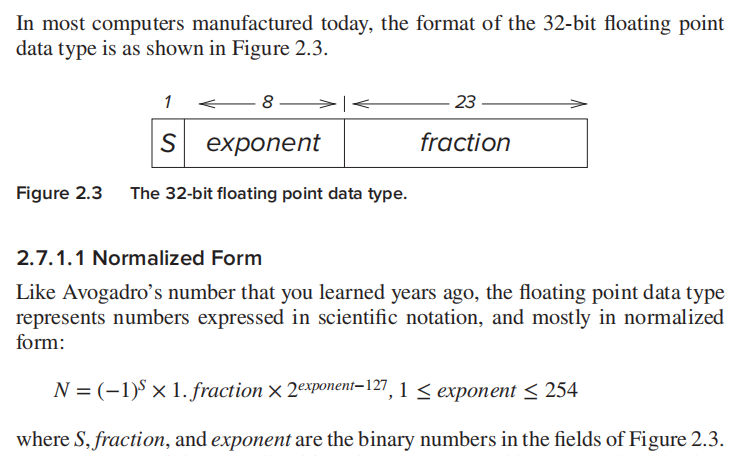 In most computers manufactured today, the format of the 32-bit floating point
data type is as shown in Figure 2.3.
1 8 23
S exponent fraction
Figure 2.3 The 32-bit floating point data type.
2.7.1.1 Normalized Form
Like Avogadro’s number that you learned years ago, the floating point data type
represents numbers expressed in scientific notation, and mostly in normalized
form:
N = (−1)^S × 1. fraction × 2^{exponent−127}, 1 ≤ exponent ≤ 254
where S, fraction, and exponent are the binary numbers in the fields of Figure 2.3.